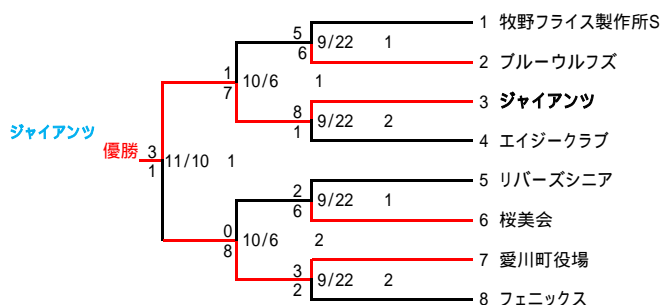 5 9/22 1 1 牧野フライス製作所S
6 2 ブルーウルフズ
1 10/6 1
7
8 9/22 2 3 ジャイアンツ
1 4 エイジークラブ
ジャイアンツ
優勝 3 11/10 1
1
2 9/22 1 5 リバーズシニア
6 6 桜美会
0 10/6 2
8
3 9/22 2 7 愛川町役場
2 8 フェニックス